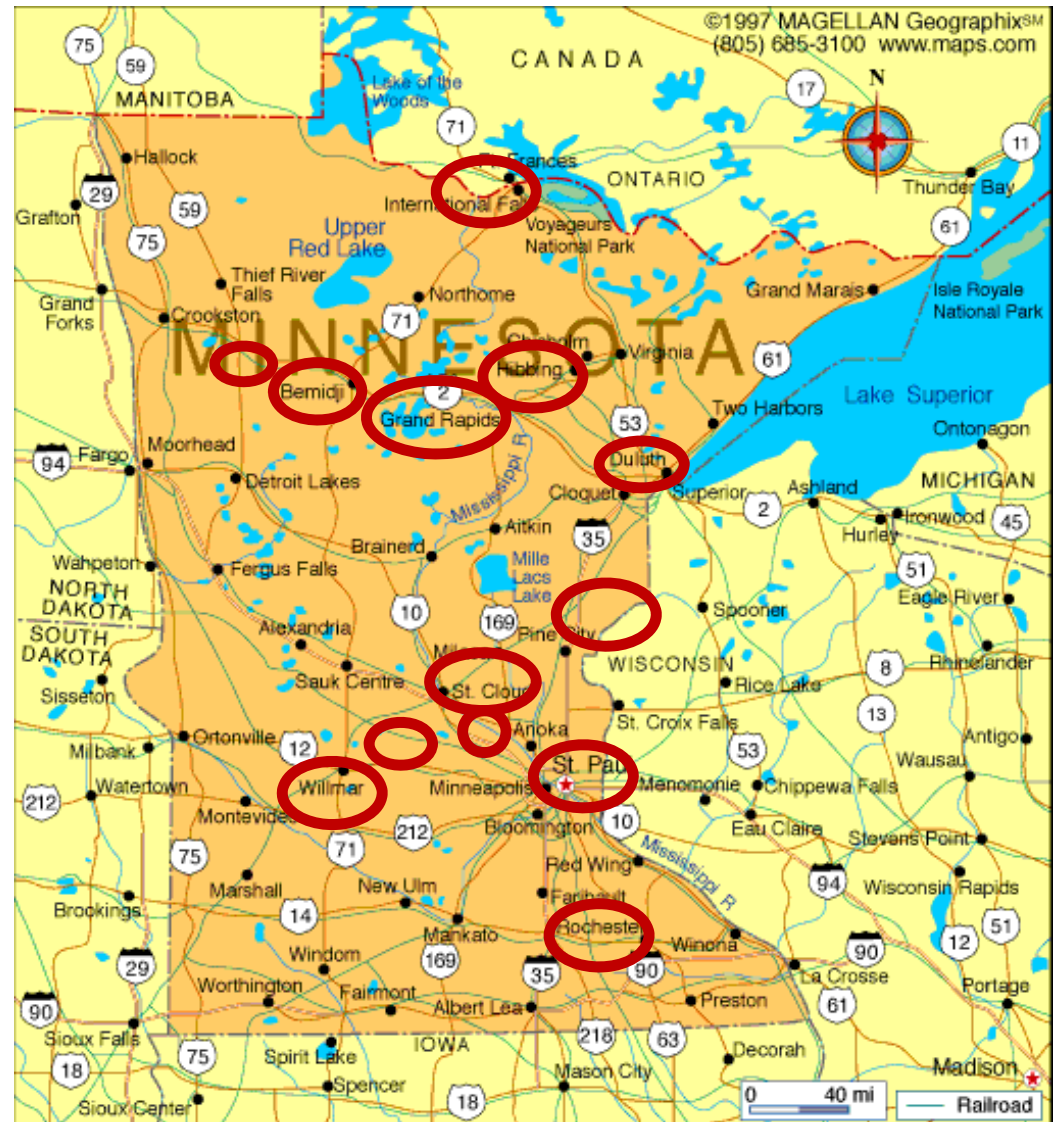 ©1997 MAGELLAN Geographix℠
(805) 685-3100 www.maps.com
CANADA
75
59
MANITOBA
Lake of the
Woods
17
N
71
11
Hallock
Frances
ONTARIO
Thunder Bay
29
59
International Falls
Grafton
61
75
Voyageurs
National Park
Upper
Red Lake
Thief River
Falls
Northome
Grand Marais
Isle Royale
National Park
Grand
Forks
Crookston
71
MINNESOTA
Chisholm
Virginia
61
Hibbing
Bemidji
2
Lake Superior
Grand Rapids
53
Two Harbors
Ontonagon
Moorhead
94
Fargo
Duluth
MICHIGAN
Detroit Lakes
Cloquet
Superior
Ashland
2
Mississippi R
Ironwood
45
Aitkin
Hurley
35
Brainerd
Wahpeton
Fergus Falls
Mille
Lacs
Lake
51
NORTH
DAKOTA
10
Eagle River
Spooner
169
SOUTH
DAKOTA
Alexandria
Pine City
WISCONSIN
8
Rhinelander
Sisseton
Sauk Centre
St. Cloud
Rice Lake
St. Croix Falls
13
Anoka
Antigo
Milbank
Ortonville
12
53
St. Paul
Wausau
Watertown
Willmar
Minneapolis
Menomonie
Chippewa Falls
212
Montevideo
Bloomington
10
Eau Claire
212
71
Stevens Point
75
Red Wing
Mississippi R
Marshall
94
New Ulm
Faribault
Wisconsin Rapids
Brookings
14
51
Rochester
Mankato
Winona
12
90
29
Windom
169
35
90
La Crosse
Worthington
Fairmont
Albert Lea
Preston
61
Portage
90
Sioux Falls
218
63
75
IOWA
18
Spirit Lake
Decorah
Spencer
Mason City
Madison
18
Sioux Center
0 40 mi
Railroad